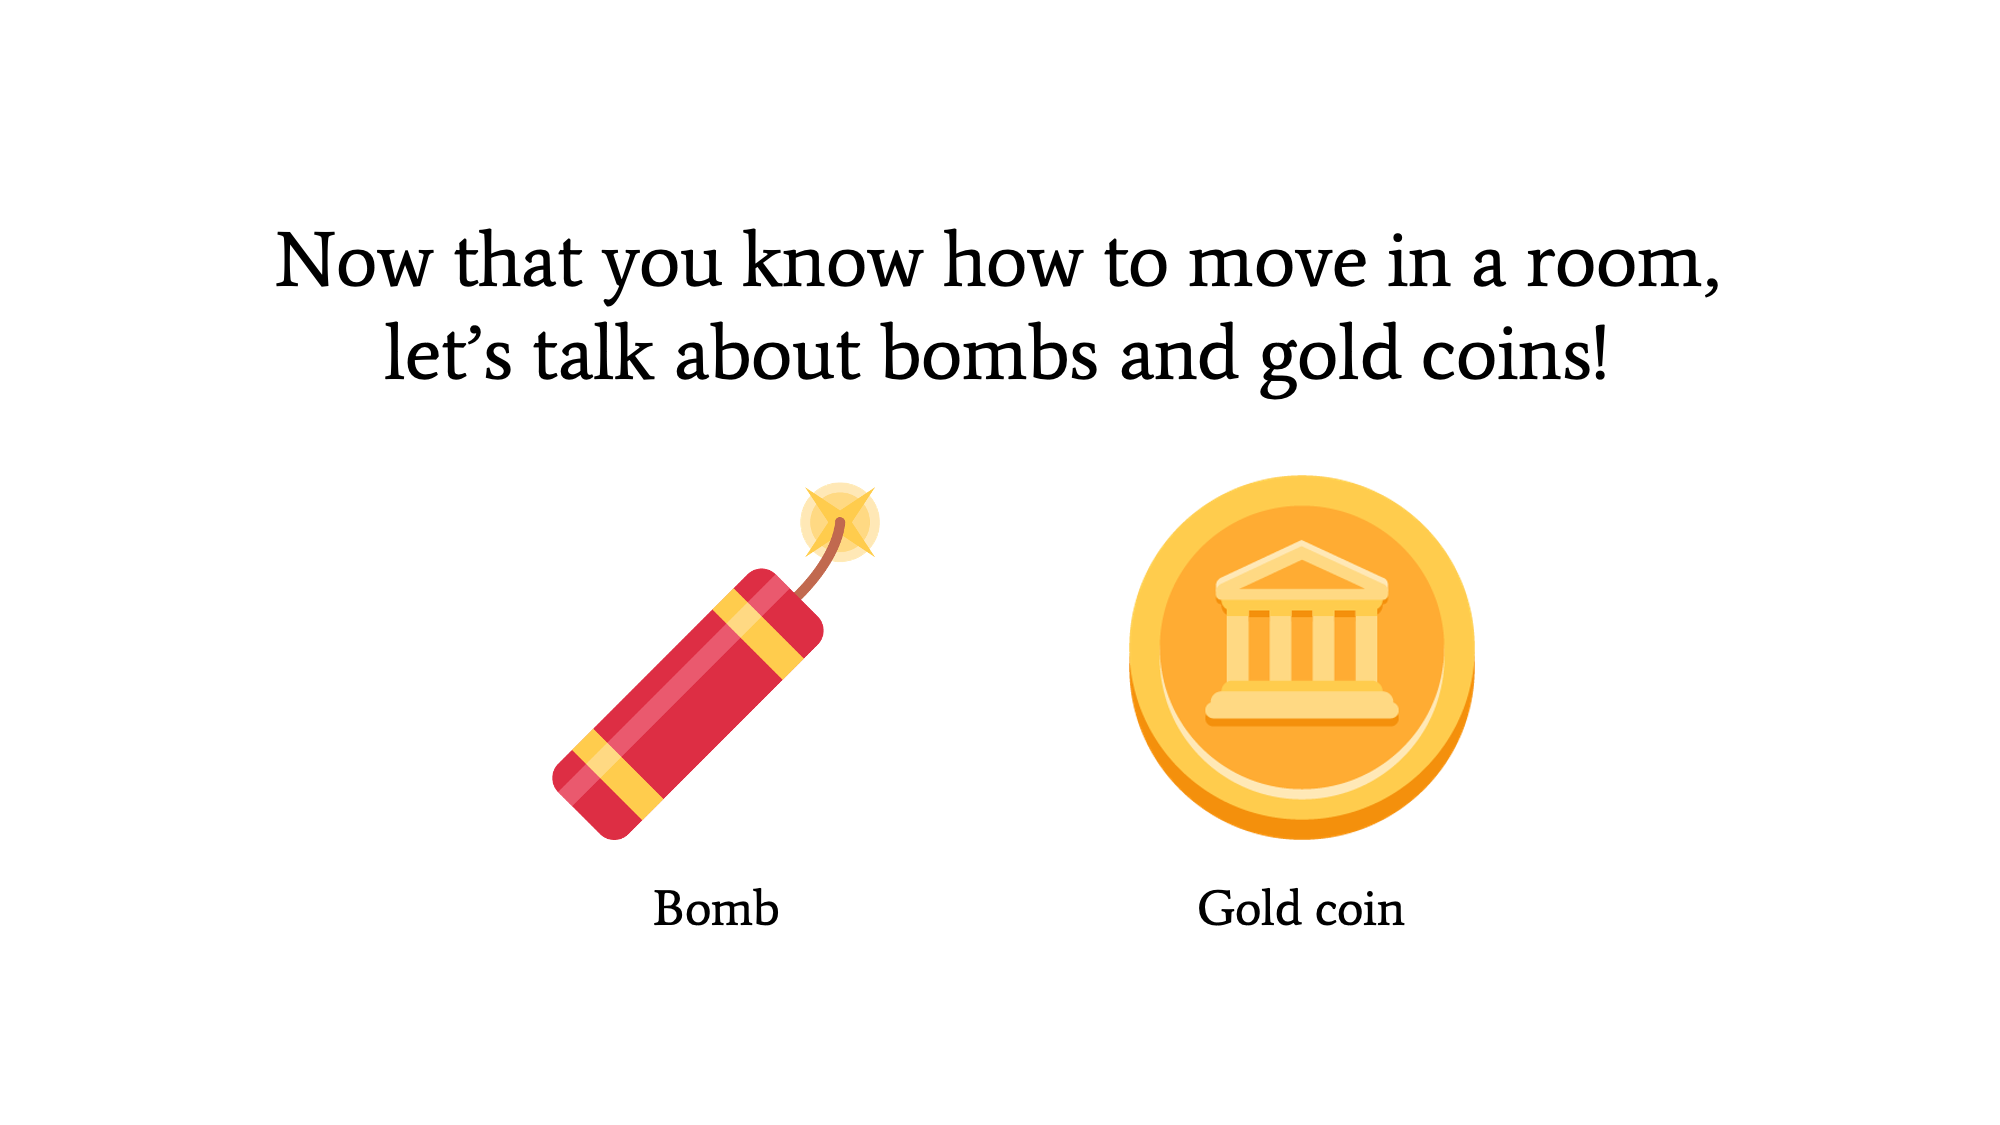 Now that you know how to move in a room,
let’s talk about bombs and gold coins!
Bomb
Gold coin